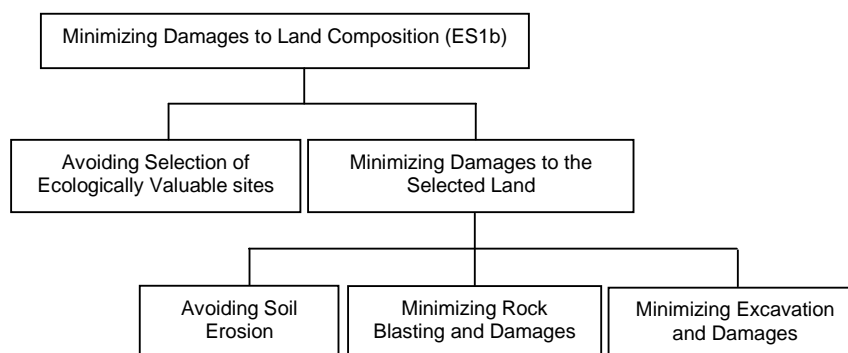 Minimizing Damages to Land Composition (ES1b)
Avoiding Selection of
Ecologically Valuable sites
Minimizing Damages to the
Selected Land
Avoiding Soil
Erosion
Minimizing Rock
Blasting and Damages
Minimizing Excavation
and Damages